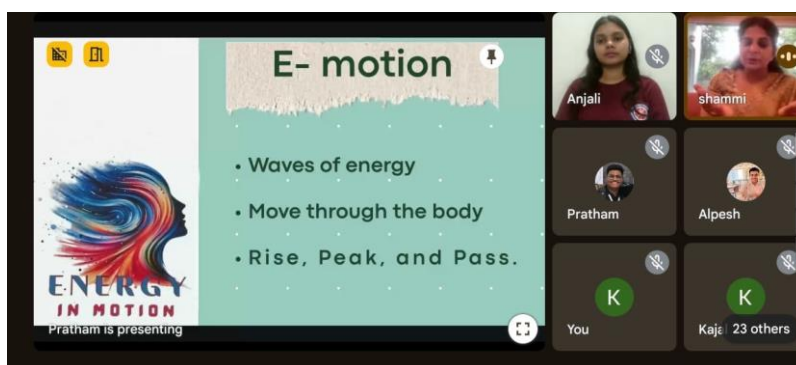 E- motion
• Waves of energy
• Move through the body
• Rise, Peak, and Pass.
ENERGY
IN MOTION
Pratham is presenting
Anjali
shammi
Pratham
Alpesh
K
You
K
Kaja
23 others